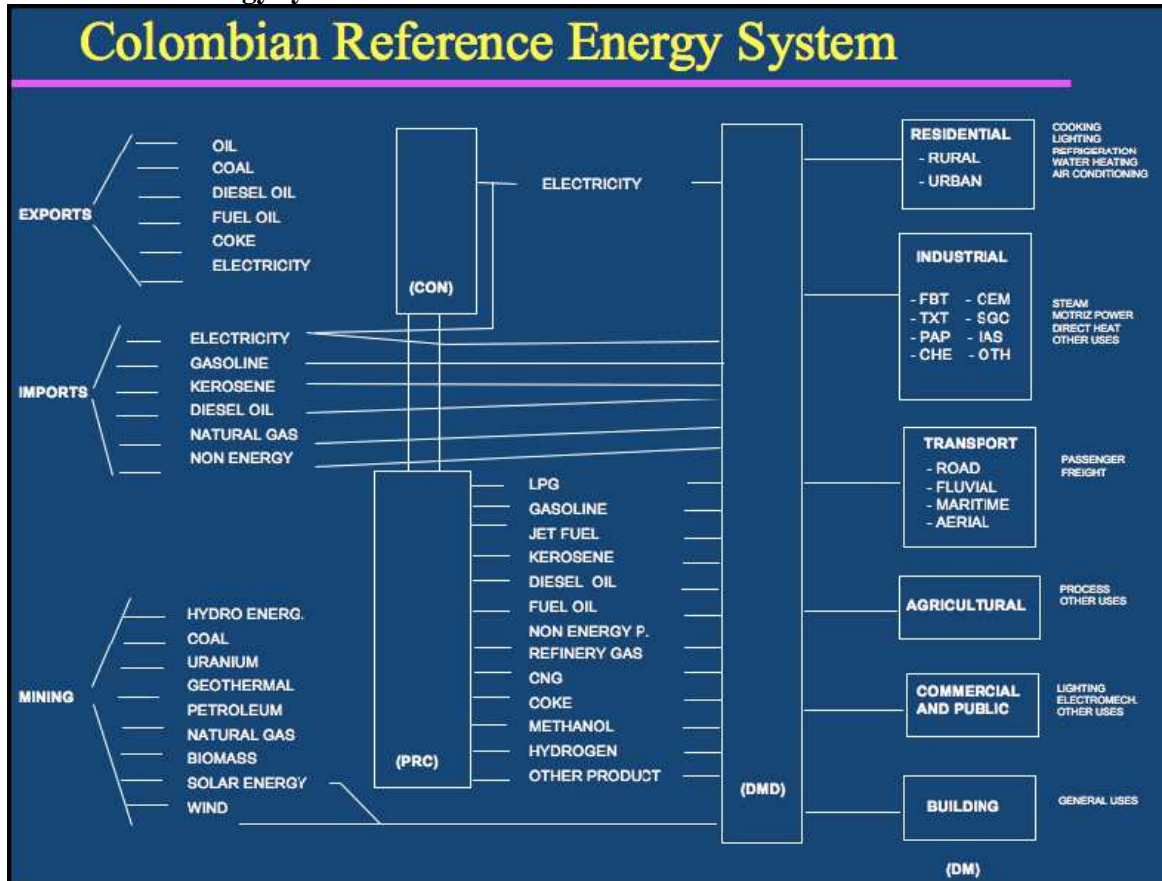 Colombian Reference Energy System
EXPORTS
OIL
COAL
DIESEL OIL
FUEL OIL
COKE
ELECTRICITY
IMPORTS
ELECTRICITY
GASOLINE
KEROSENE
DIESEL OIL
NATURAL GAS
NON ENERGY
MINING
HYDRO ENERG.
COAL
URANIUM
GEOTHERMAL
PETROLEUM
NATURAL GAS
BIOMASS
SOLAR ENERGY
WIND
(CON)
ELECTRICITY
(PRC)
LPG
GASOLINE
JET FUEL
KEROSENE
DIESEL OIL
FUEL OIL
NON ENERGY P.
REFINERY GAS
CNG
COKE
METHANOL
HYDROGEN
OTHER PRODUCT
(DMD)
RESIDENTIAL
- RURAL
- URBAN
COOKING
LIGHTING
REFRIGERATION
WATER HEATING
AIR CONDITIONING
INDUSTRIAL
- FBT - CEM
- TXT - SGC
- PAP - IAS
- CHE - OTH
STEAM
MOTRIZ POWER
DIRECT HEAT
OTHER USES
TRANSPORT
- ROAD
- FLUVIAL
- MARITIME
- AERIAL
PASSENGER
FREIGHT
AGRICULTURAL
PROCESS
OTHER USES
COMMERCIAL
AND PUBLIC
LIGHTING
ELECTROMECH.
OTHER USES
BUILDING
GENERAL USES
(DM)